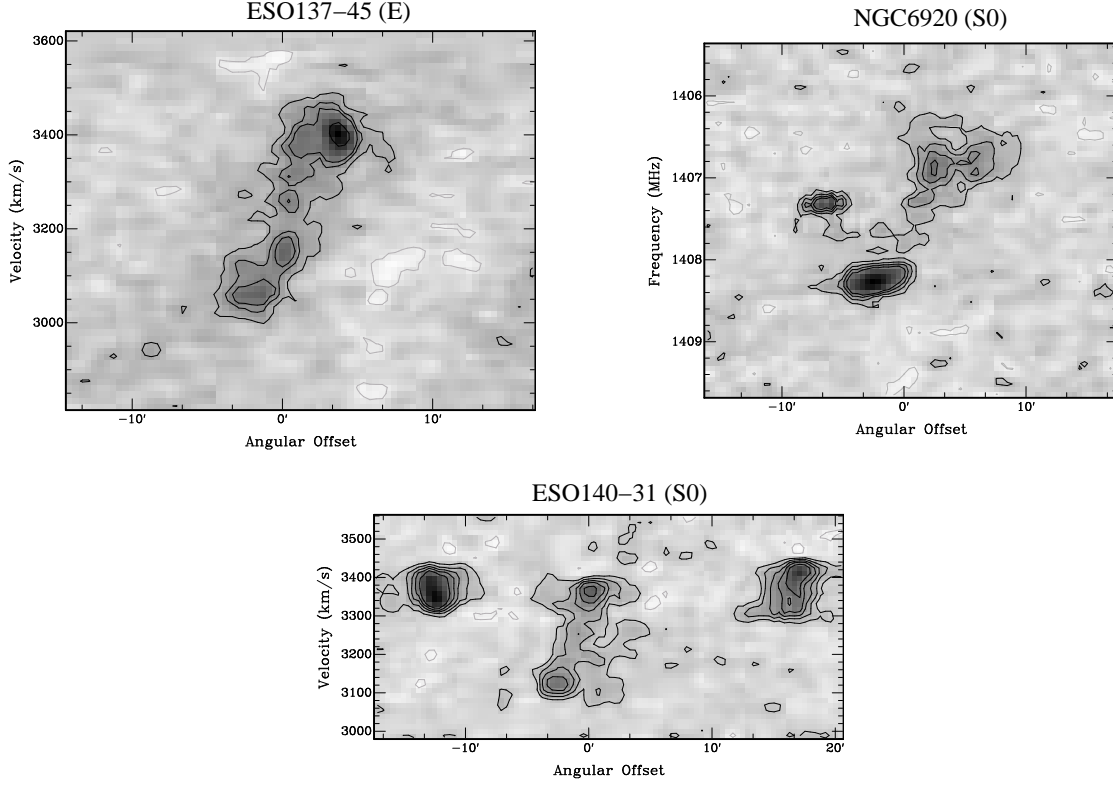 ESO137−45 (E)
3600
3400
3200
3000
Velocity (km/s)
−10′
0′
10′
Angular Offset
NGC6920 (S0)
1406
1407
1408
1409
Frequency (MHz)
−10′
0′
10′
Angular Offset
ESO140−31 (S0)
3500
3400
3300
3200
3100
3000
Velocity (km/s)
−10′
0′
10′
20′
Angular Offset